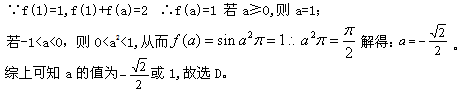 ∵f(1)=1,f(1)+f(a)=2 ∴f(a)=1 若 a≥0,则 a=1;
若-1<a<0，则 0<a²<1,从而 f(a)=sin a²π=1∴a²π=π/2 解得: a=-√2/2 。
综上可知 a 的值为-√2/2或 1,故选 D。